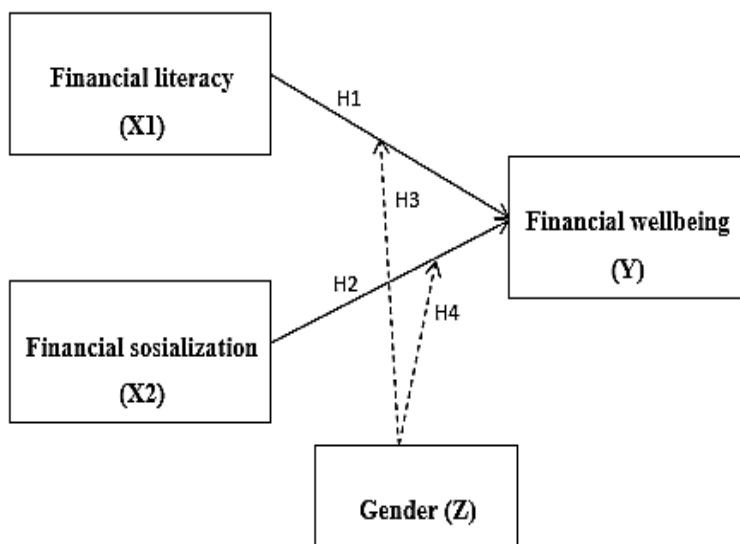 Financial literacy
(X1)
H1
H3
Financial wellbeing
(Y)
H2
H4
Financial sosialization
(X2)
Gender (Z)